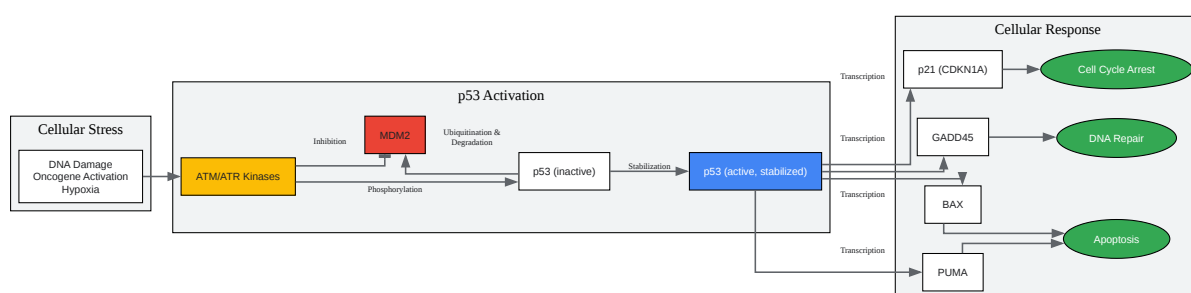 Cellular Stress
DNA Damage
Oncogene Activation
Hypoxia
p53 Activation
ATM/ATR Kinases
Inhibition
MDM2
Ubiquitination &
Degradation
Phosphorylation
p53 (inactive)
Stabilization
p53 (active, stabilized)
Transcription
Transcription
Transcription
Transcription
Cellular Response
p21 (CDKN1A)
Cell Cycle Arrest
GADD45
DNA Repair
BAX
Apoptosis
PUMA